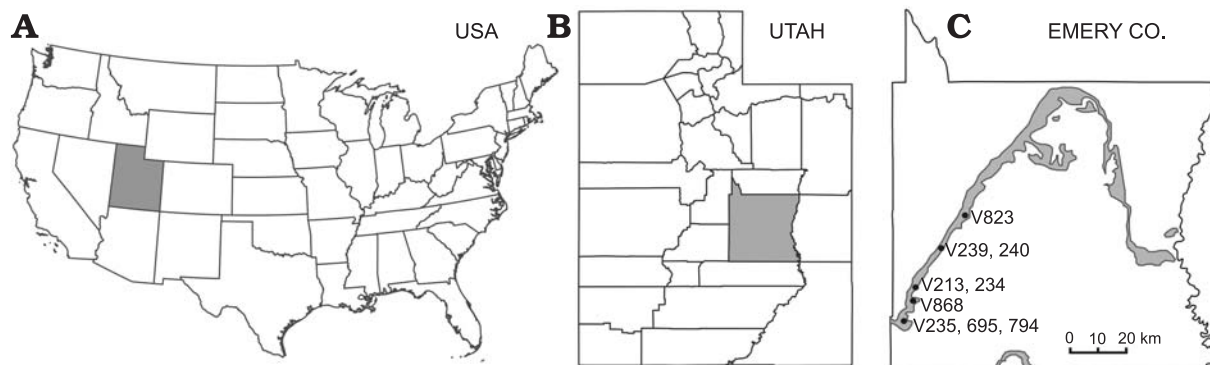 A
USA
B
UTAH
C
EMERY CO.
V823
V239, 240
V213, 234
V868
V235, 695, 794
0 10 20 km